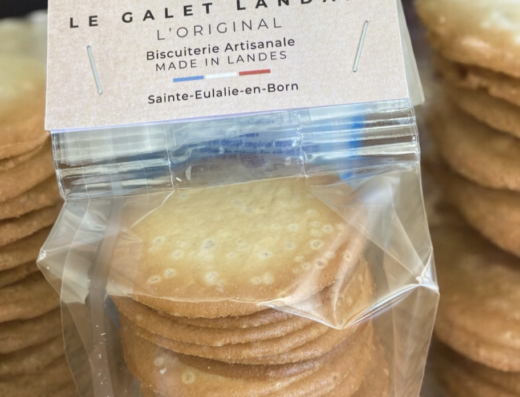 LE GALET
L'ORIGINAL
Biscuiterie Artisanale
MADE IN LANDES
Sainte-Eulalie-en-Born